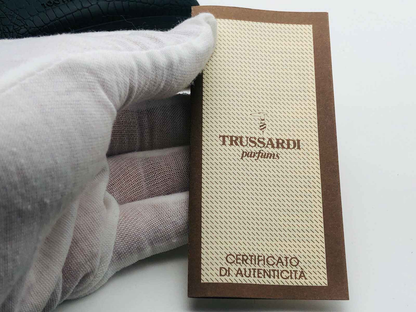 TRUSSARDI
parfums
CERTIFICATO
DI AUTENTICITÀ